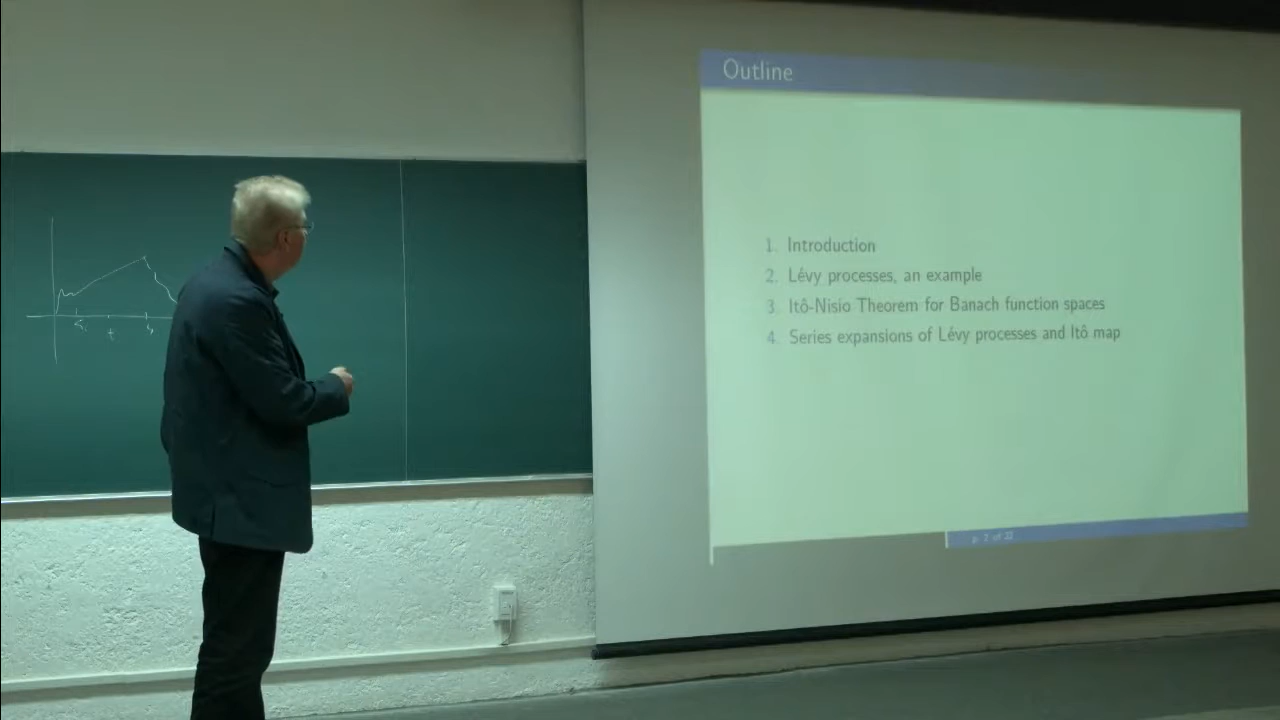 Outline
1. Introduction
2. Lévy processes, an example
3. Itô-Nisio Theorem for Banach function spaces
4. Series expansions of Lévy processes and Itô map
t